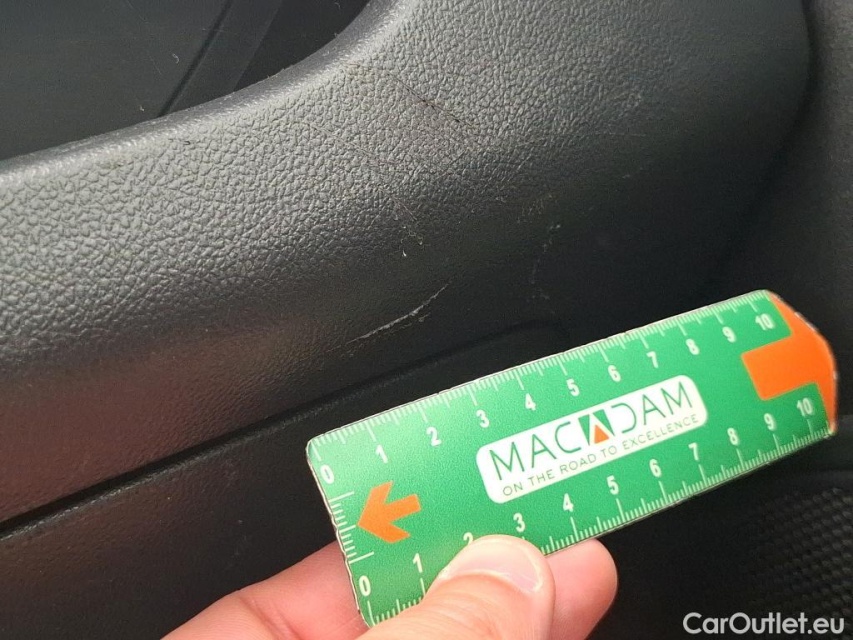 0 1 2 3 4 5 6 7 8 9 10
MACADAM
ON THE ROAD TO EXCELLENCE
0 1 2 3 4 5 6 7 8 9 10
CarOutlet.eu